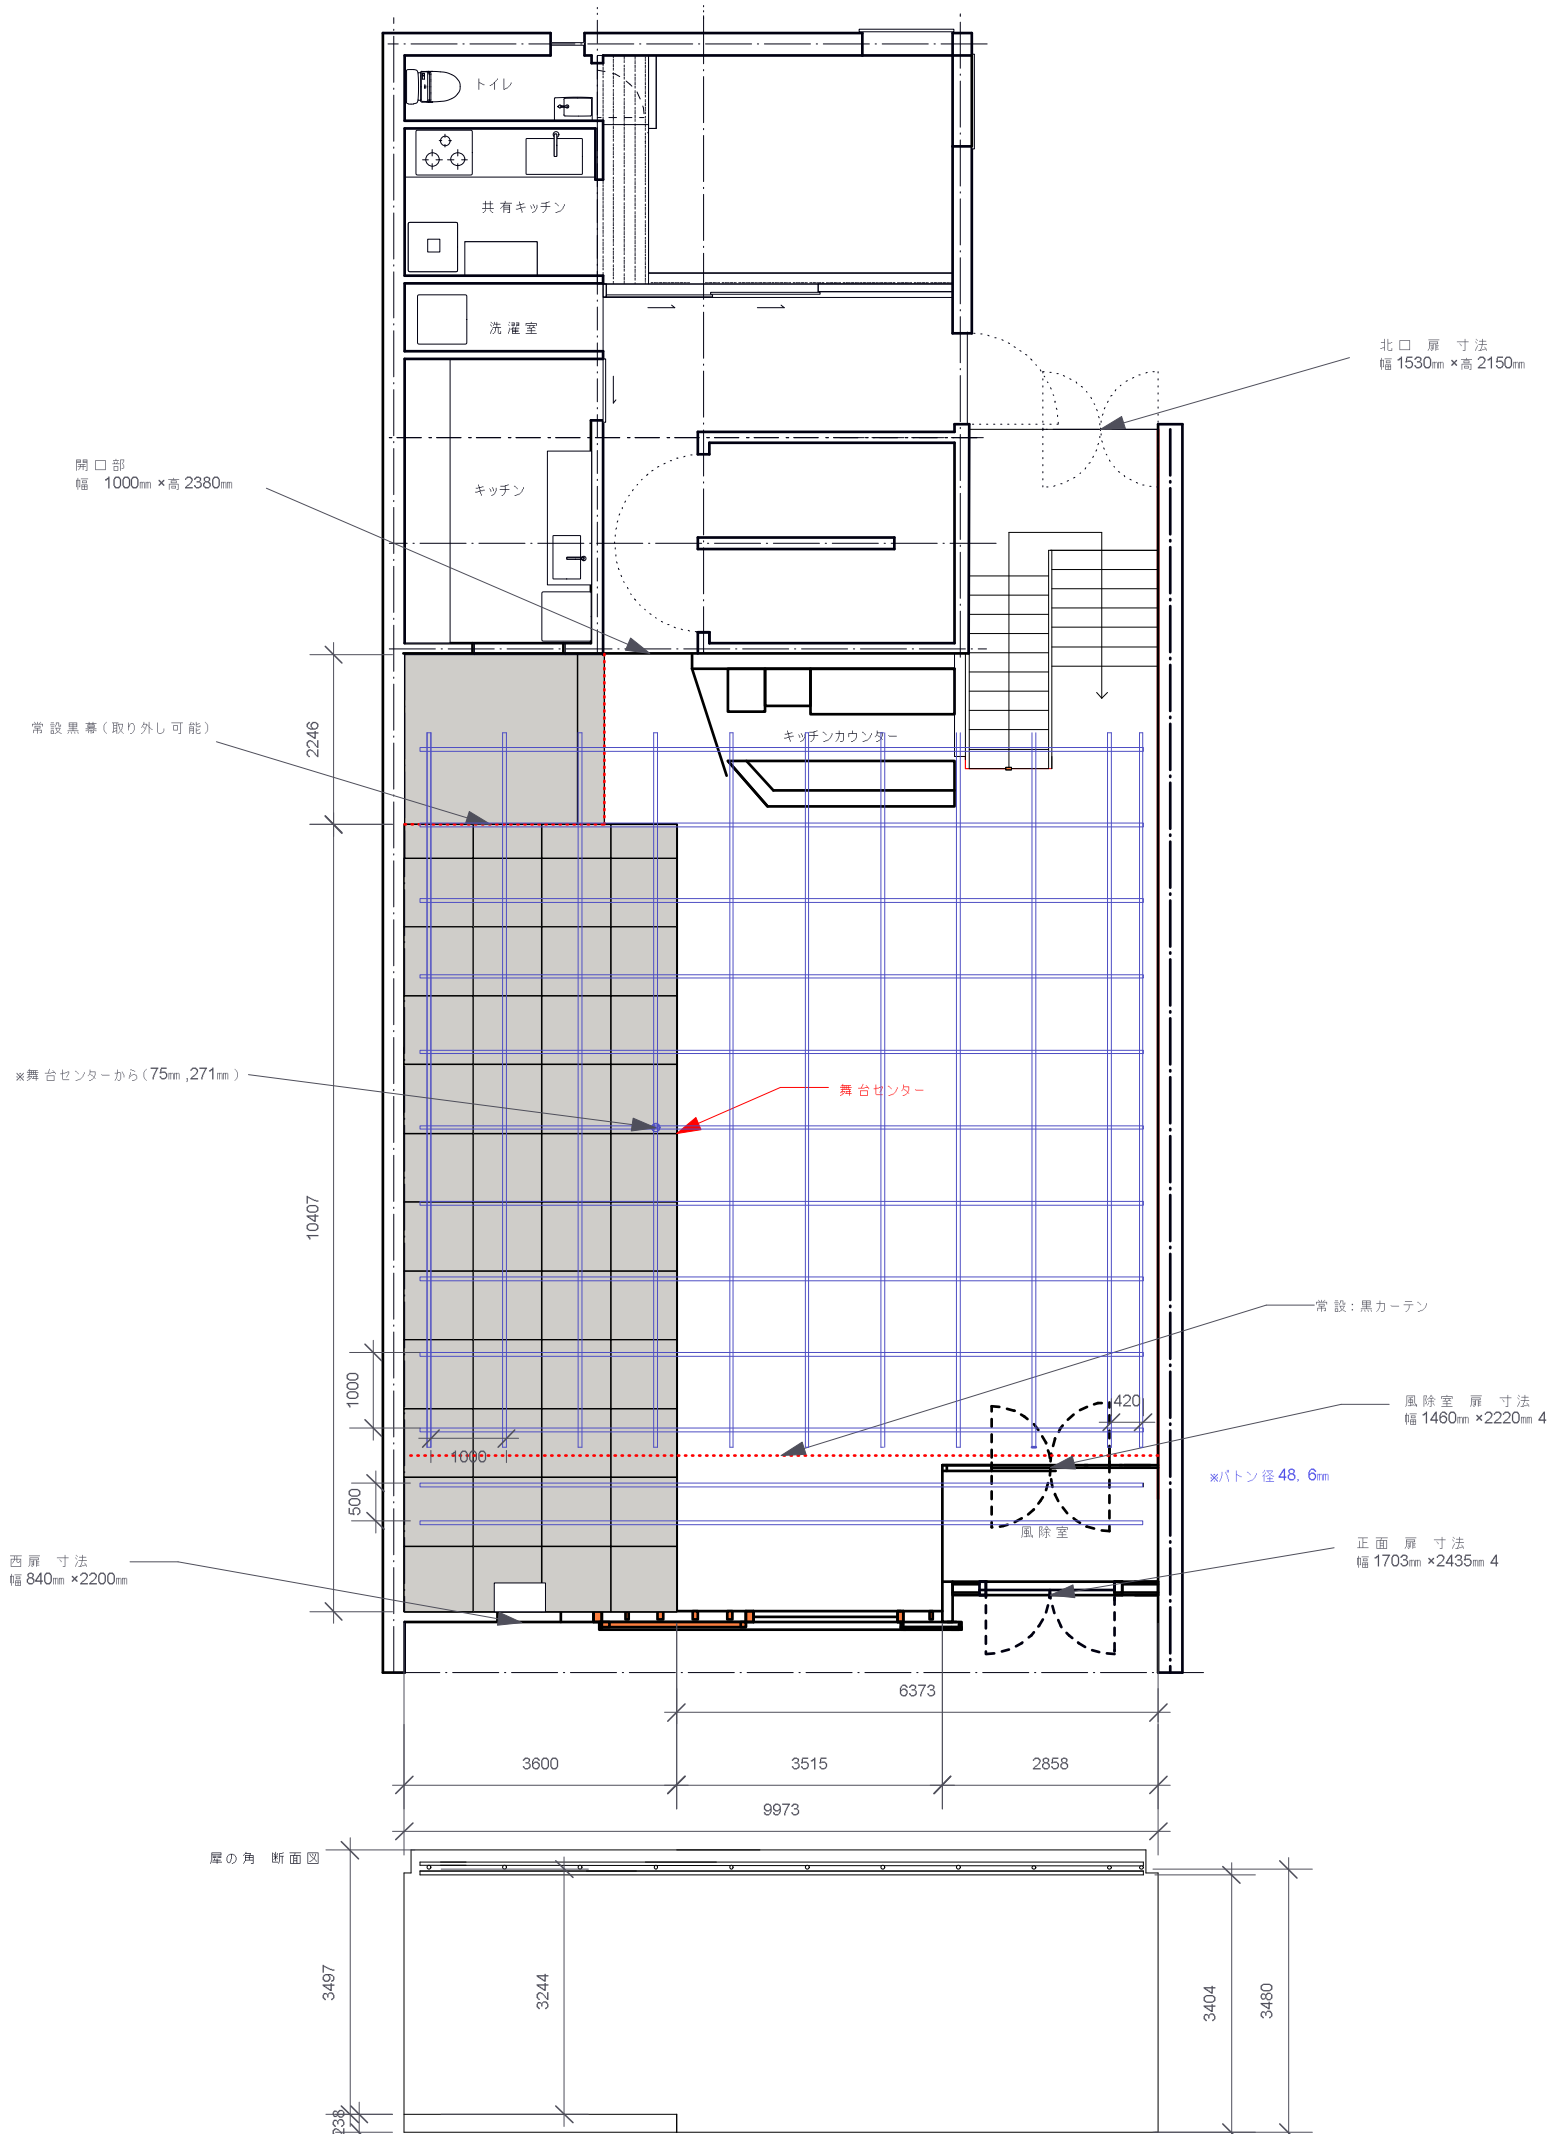 トイレ
共有キッチン
洗濯室
北口 扉 寸法
幅 1530㎜ ×高 2150㎜
開口部
幅 1000㎜ ×高 2380㎜
キッチン
常設黒幕(取り外し可能)
2246
キッチンカウンター
※舞台センターから(75㎜ ,271㎜ )
舞台センター
10407
常設:黒カーテン
1000
420
風除室 扉 寸法
幅 1460㎜ ×2220㎜ 4
1000
※バトン径 48, 6㎜
500
風除室
正面 扉 寸法
幅 1703㎜ ×2435㎜ 4
西扉 寸法
幅 840㎜ ×2200㎜
6373
3600
3515
2858
9973
屋の角 断面図
3497
3244
3404
3480
238